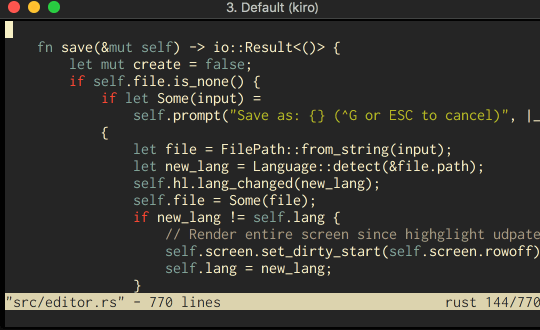 3. Default (kiro)
    fn save(&mut self) -> io::Result<()> {
        let mut create = false;
        if self.file.is_none() {
            if let Some(input) =
                self.prompt("Save as: {} (^G or ESC to cancel)", |_
            {
                let file = FilePath::from_string(input);
                let new_lang = Language::detect(&file.path);
                self.hl.lang_changed(new_lang);
                self.file = Some(file);
                if new_lang != self.lang {
                    // Render entire screen since highglight udpate
                    self.screen.set_dirty_start(self.screen.rowoff)
                    self.lang = new_lang;
                }
"src/editor.rs" - 770 lines rust 144/770